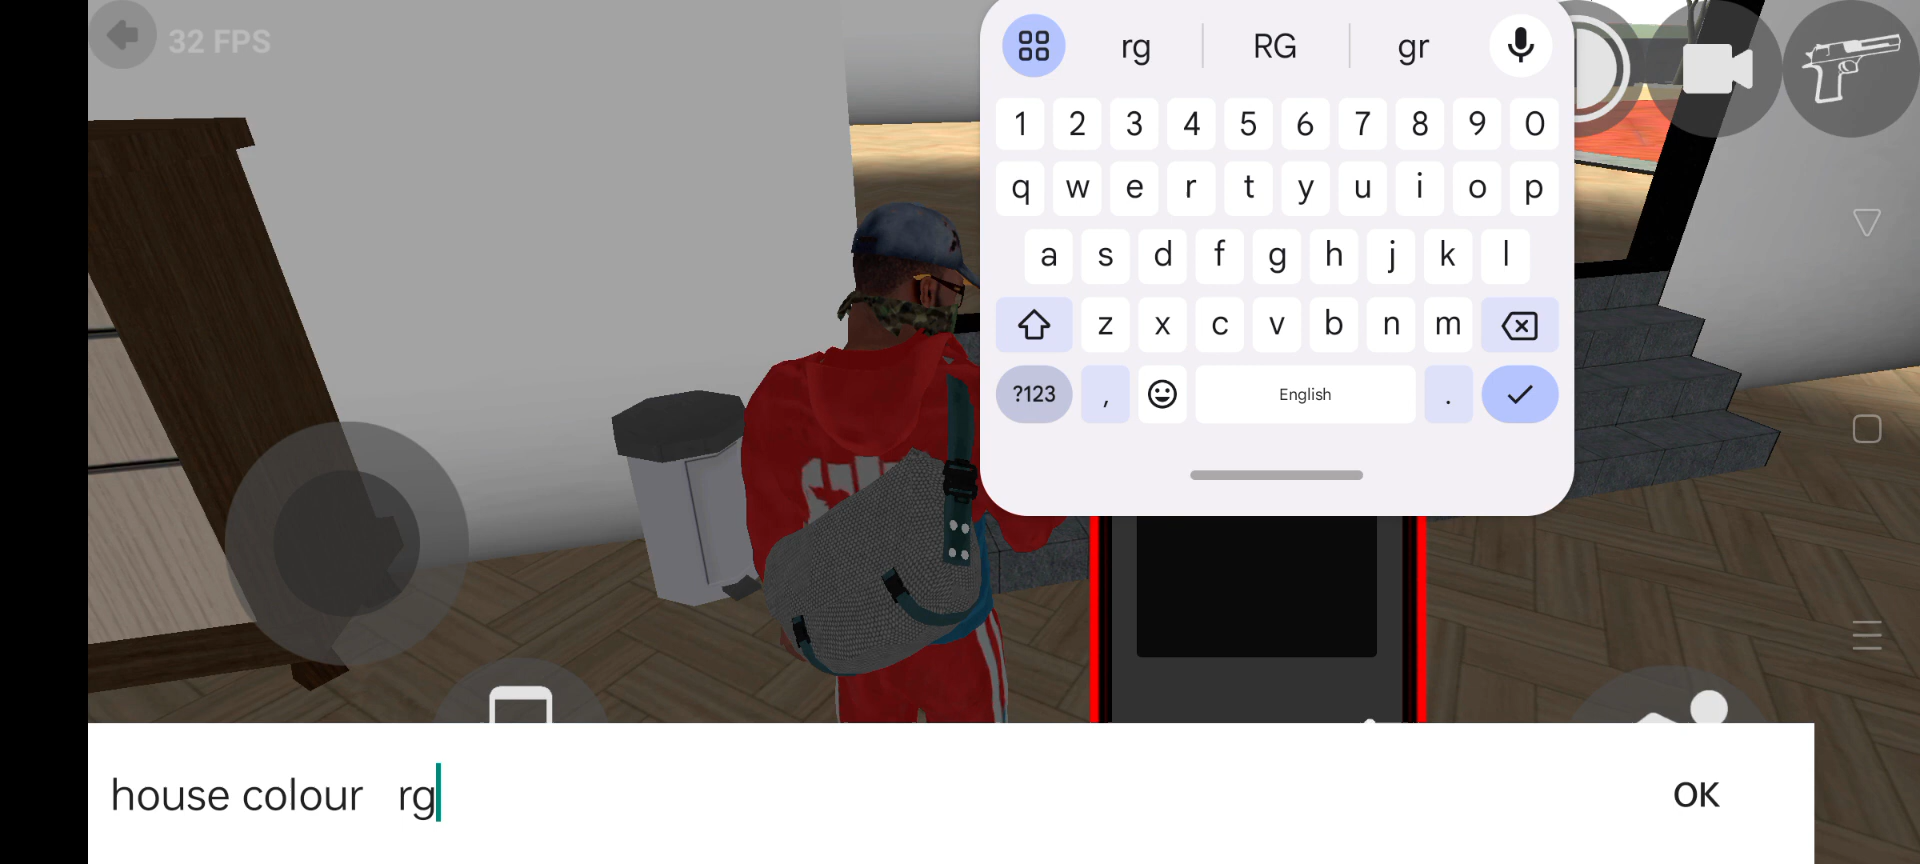 32 FPS
rg RG gr
1 2 3 4 5 6 7 8 9 0
q w e r t y u i o p
a s d f g h j k l
z x c v b n m
?123 , English .
house colour rg
OK